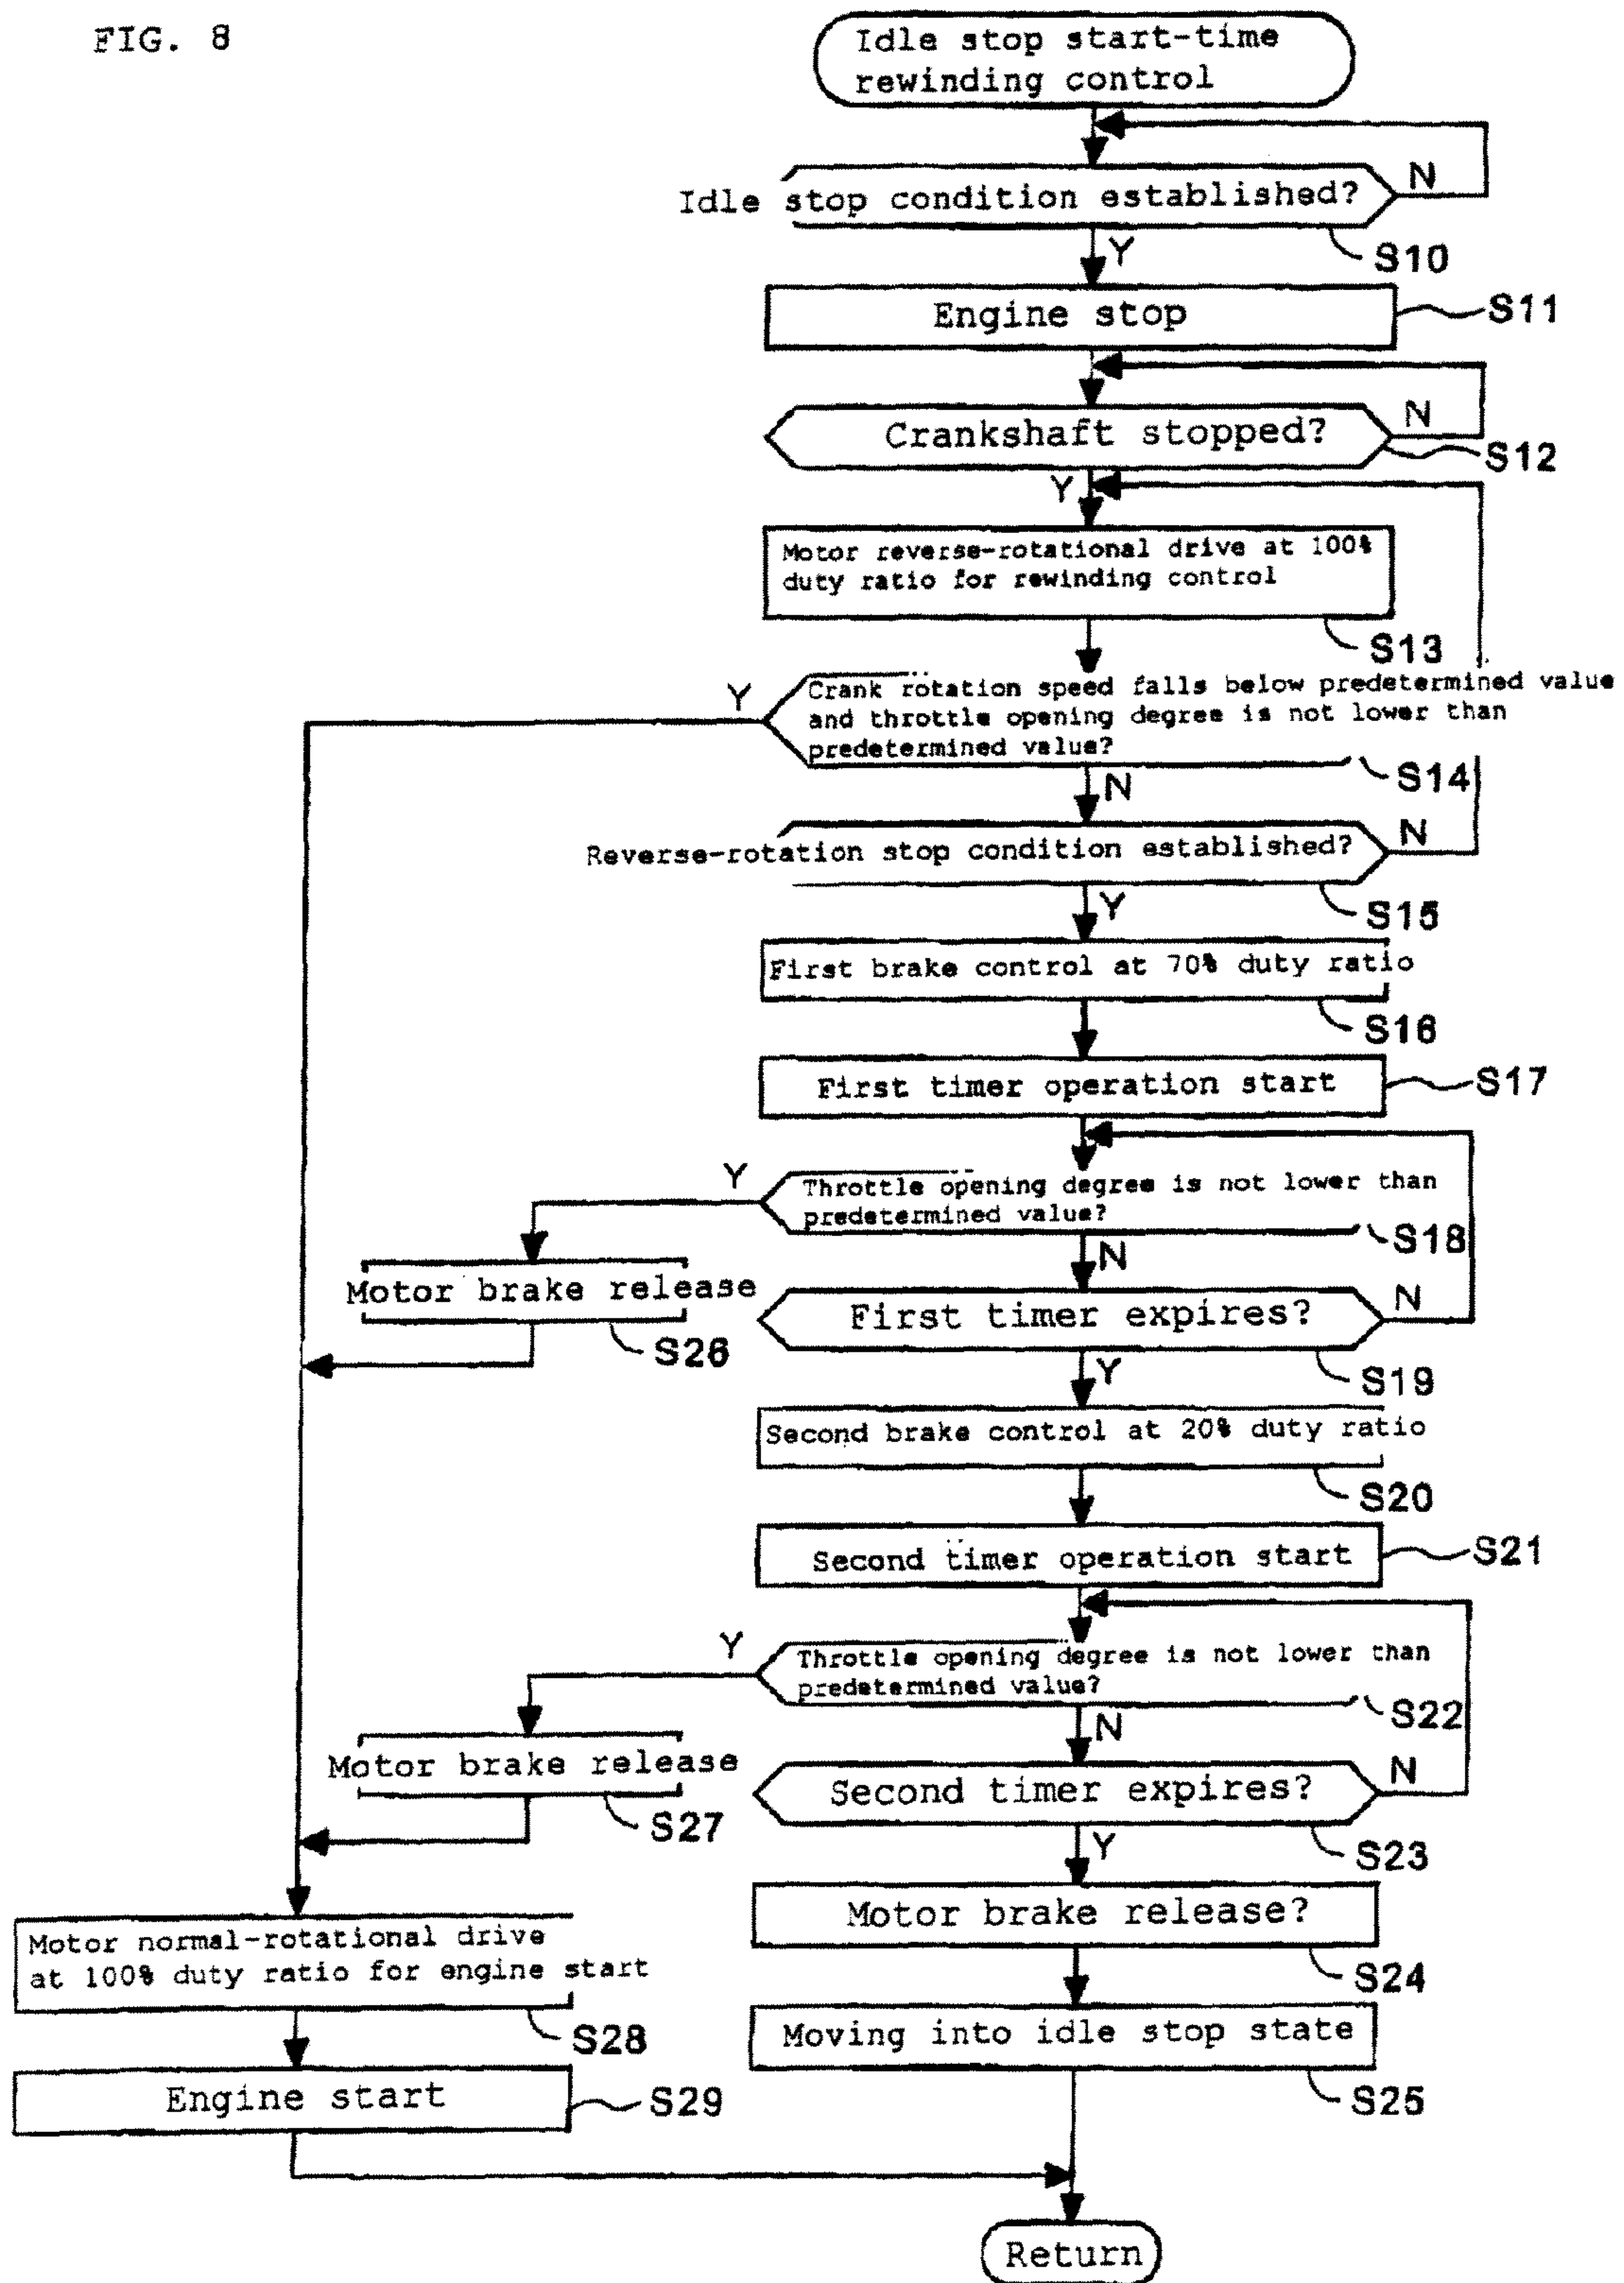 FIG. 8
Idle stop start-time
rewinding control
Idle stop condition established?
N
S10
Y
Engine stop
S11
Crankshaft stopped?
N
S12
Y
Motor reverse-rotational drive at 100%
duty ratio for rewinding control
S13
Y
Crank rotation speed falls below predetermined value
and throttle opening degree is not lower than
predetermined value?
S14
N
Reverse-rotation stop condition established?
N
S15
Y
First brake control at 70% duty ratio
S16
First timer operation start
S17
Y
Throttle opening degree is not lower than
predetermined value?
S18
N
Motor brake release
S26
First timer expires?
N
S19
Y
Second brake control at 20% duty ratio
S20
Second timer operation start
S21
Y
Throttle opening degree is not lower than
predetermined value?
S22
N
Motor brake release
S27
Second timer expires?
N
S23
Y
Motor brake release?
S24
Motor normal-rotational drive
at 100% duty ratio for engine start
S28
Moving into idle stop state
S25
Engine start
S29
Return